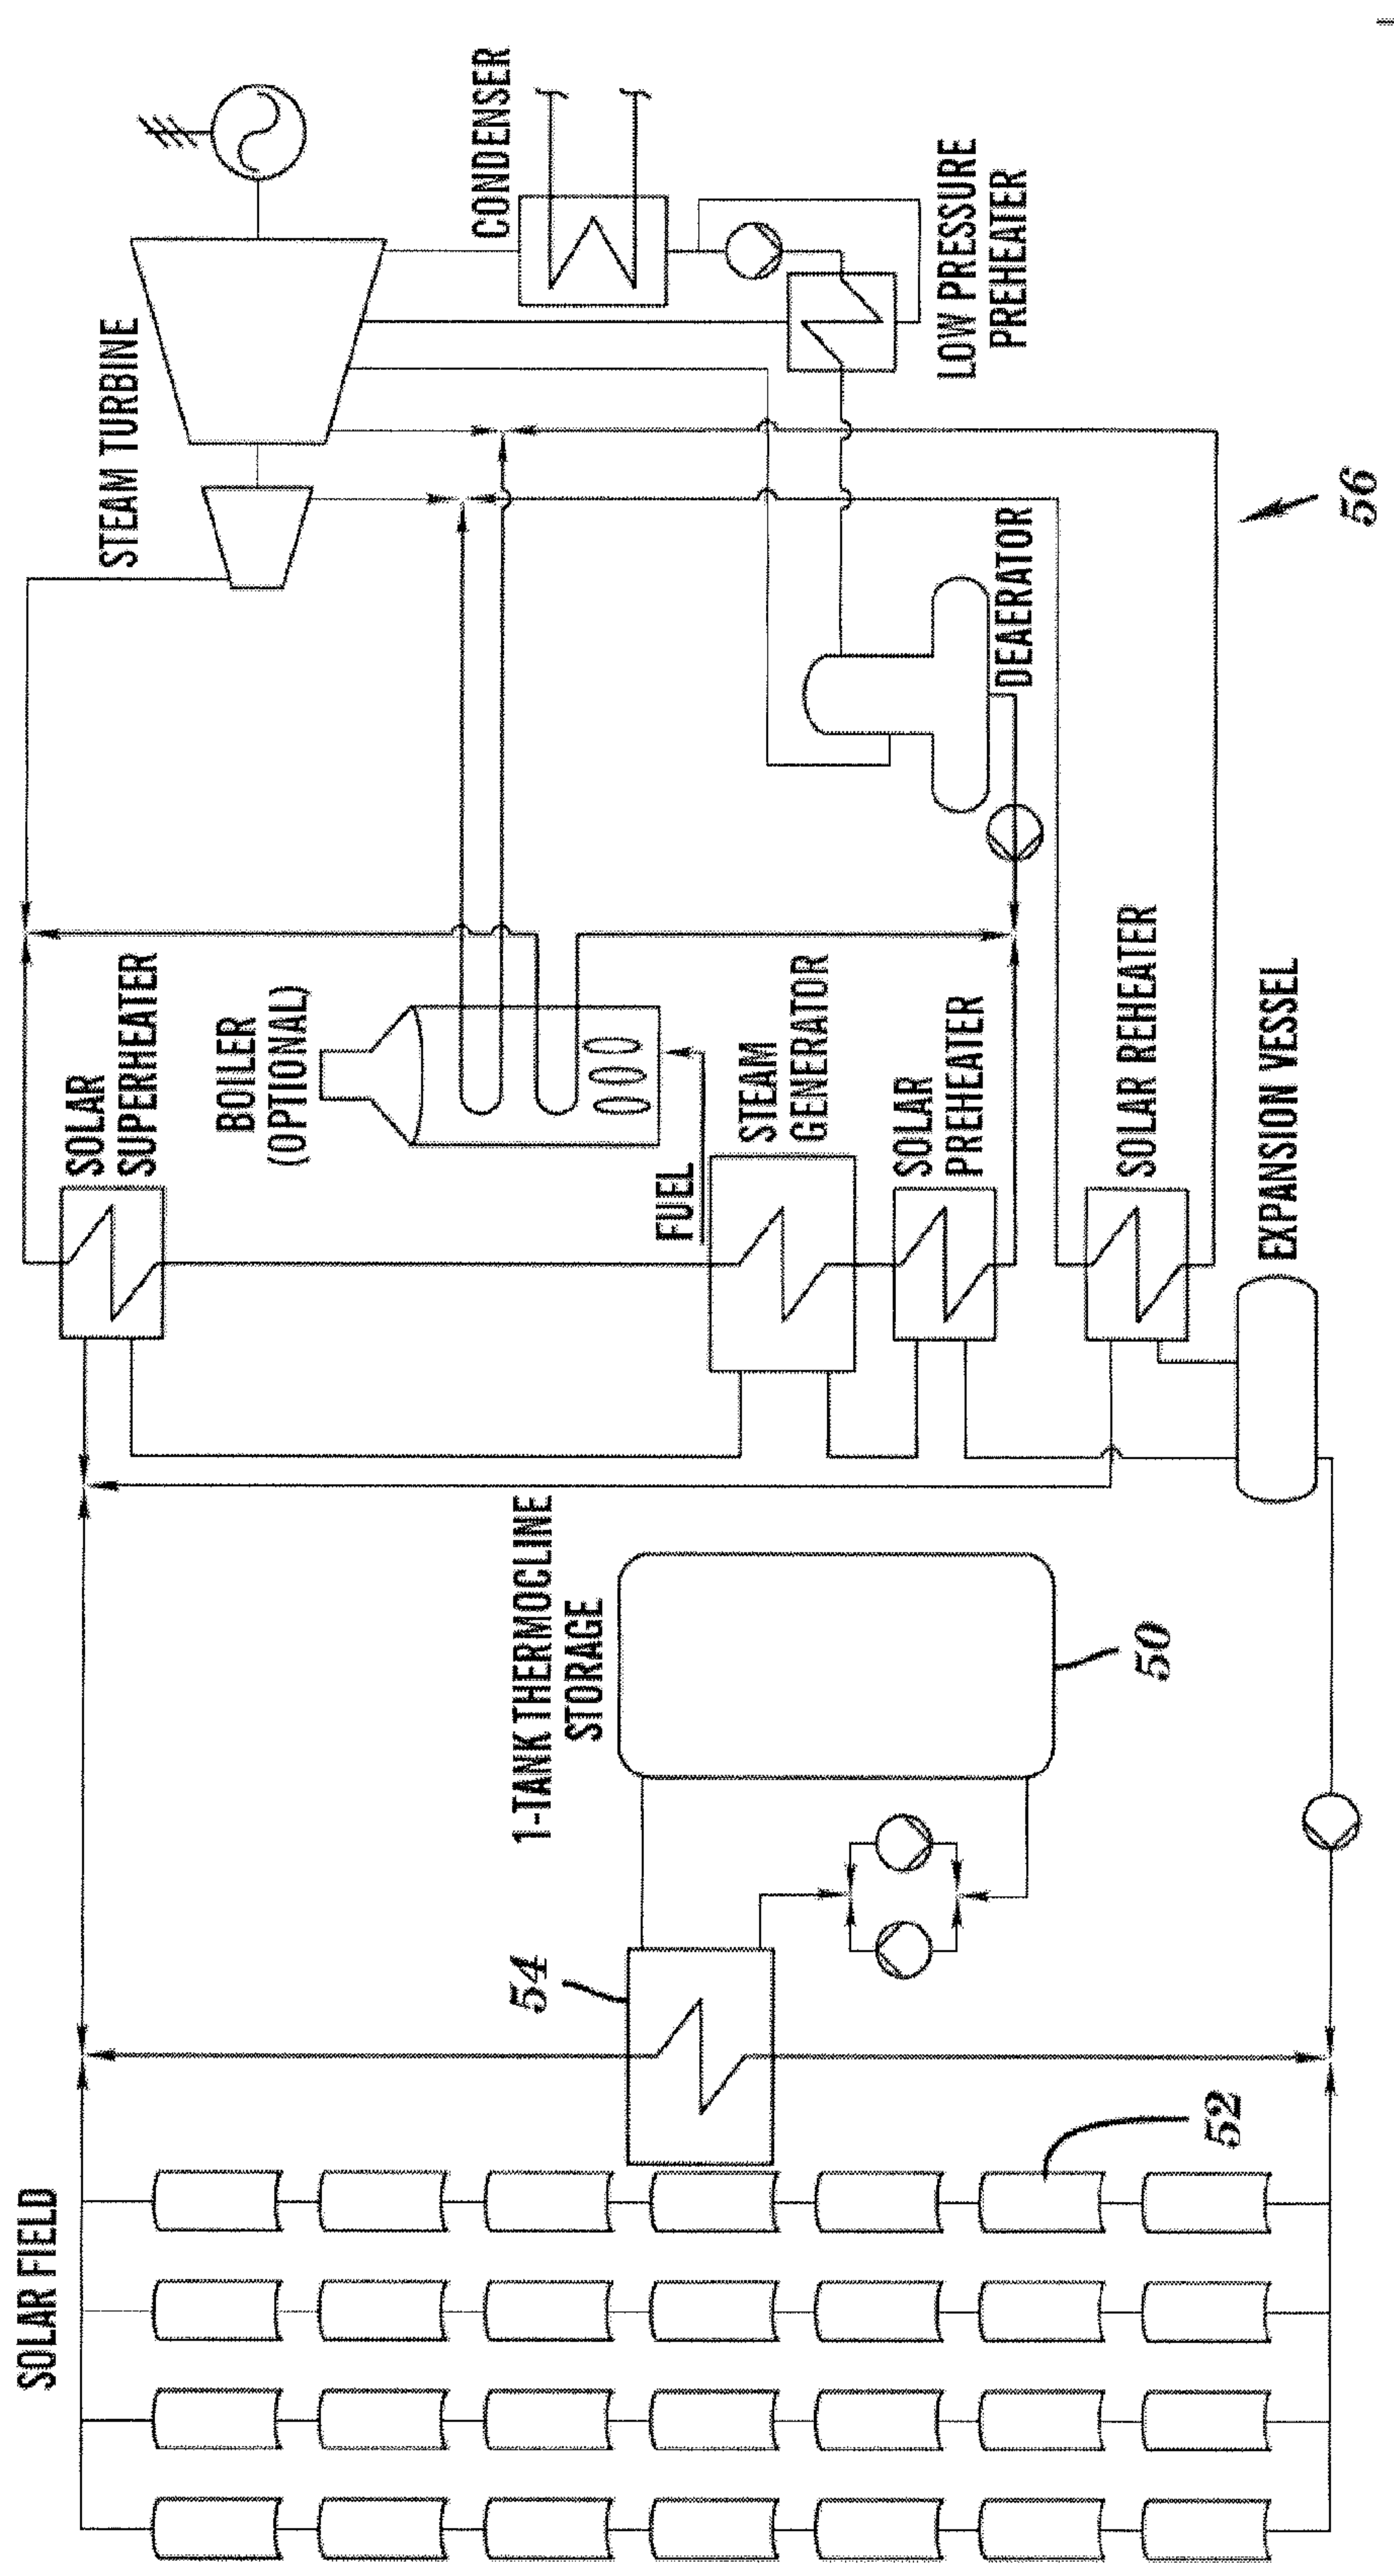 SOLAR FIELD
52
54
1-TANK THERMOCLINE
STORAGE
50
SOLAR
SUPERHEATER
BOILER
(OPTIONAL)
FUEL
STEAM
GENERATOR
SOLAR
PREHEATER
SOLAR REHEATER
EXPANSION VESSEL
STEAM TURBINE
CONDENSER
LOW PRESSURE
PREHEATER
DEAERATOR
56